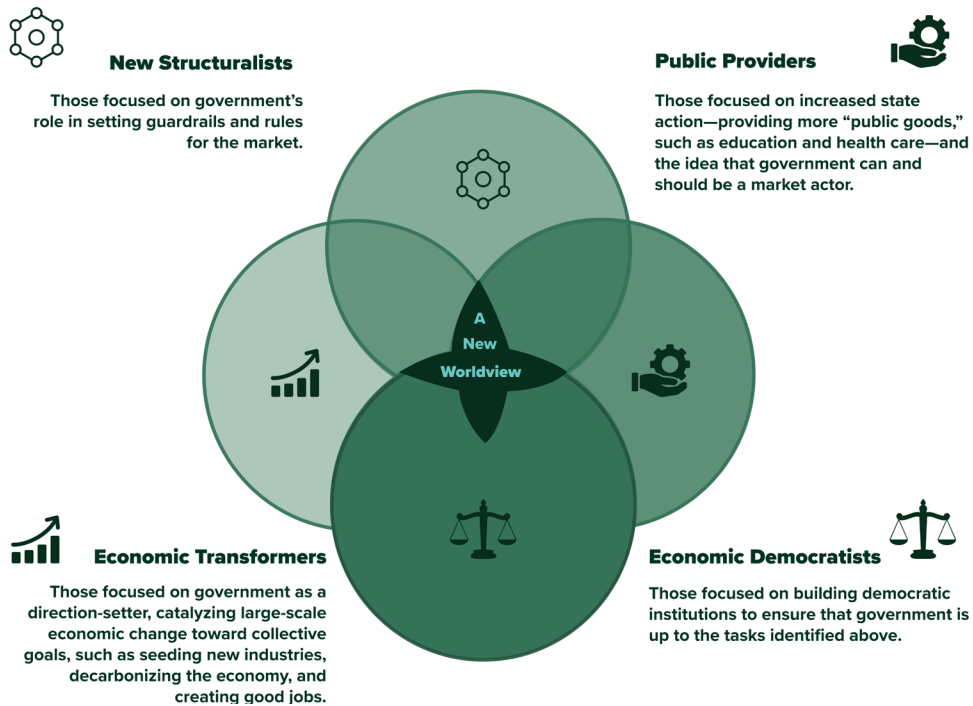 New Structuralists
Those focused on government’s
role in setting guardrails and rules
for the market.
Public Providers
Those focused on increased state
action—providing more “public goods,”
such as education and health care—and
the idea that government can and
should be a market actor.
A
New
Worldview
Economic Transformers
Those focused on government as a
direction-setter, catalyzing large-scale
economic change toward collective
goals, such as seeding new industries,
decarbonizing the economy, and
creating good jobs.
Economic Democratists
Those focused on building democratic
institutions to ensure that government is
up to the tasks identified above.